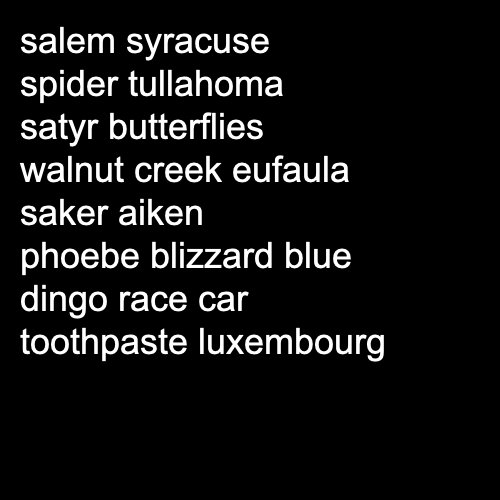 salem syracuse
spider tullahoma
satyr butterflies
walnut creek eufaula
saker aiken
phoebe blizzard blue
dingo race car
toothpaste luxembourg